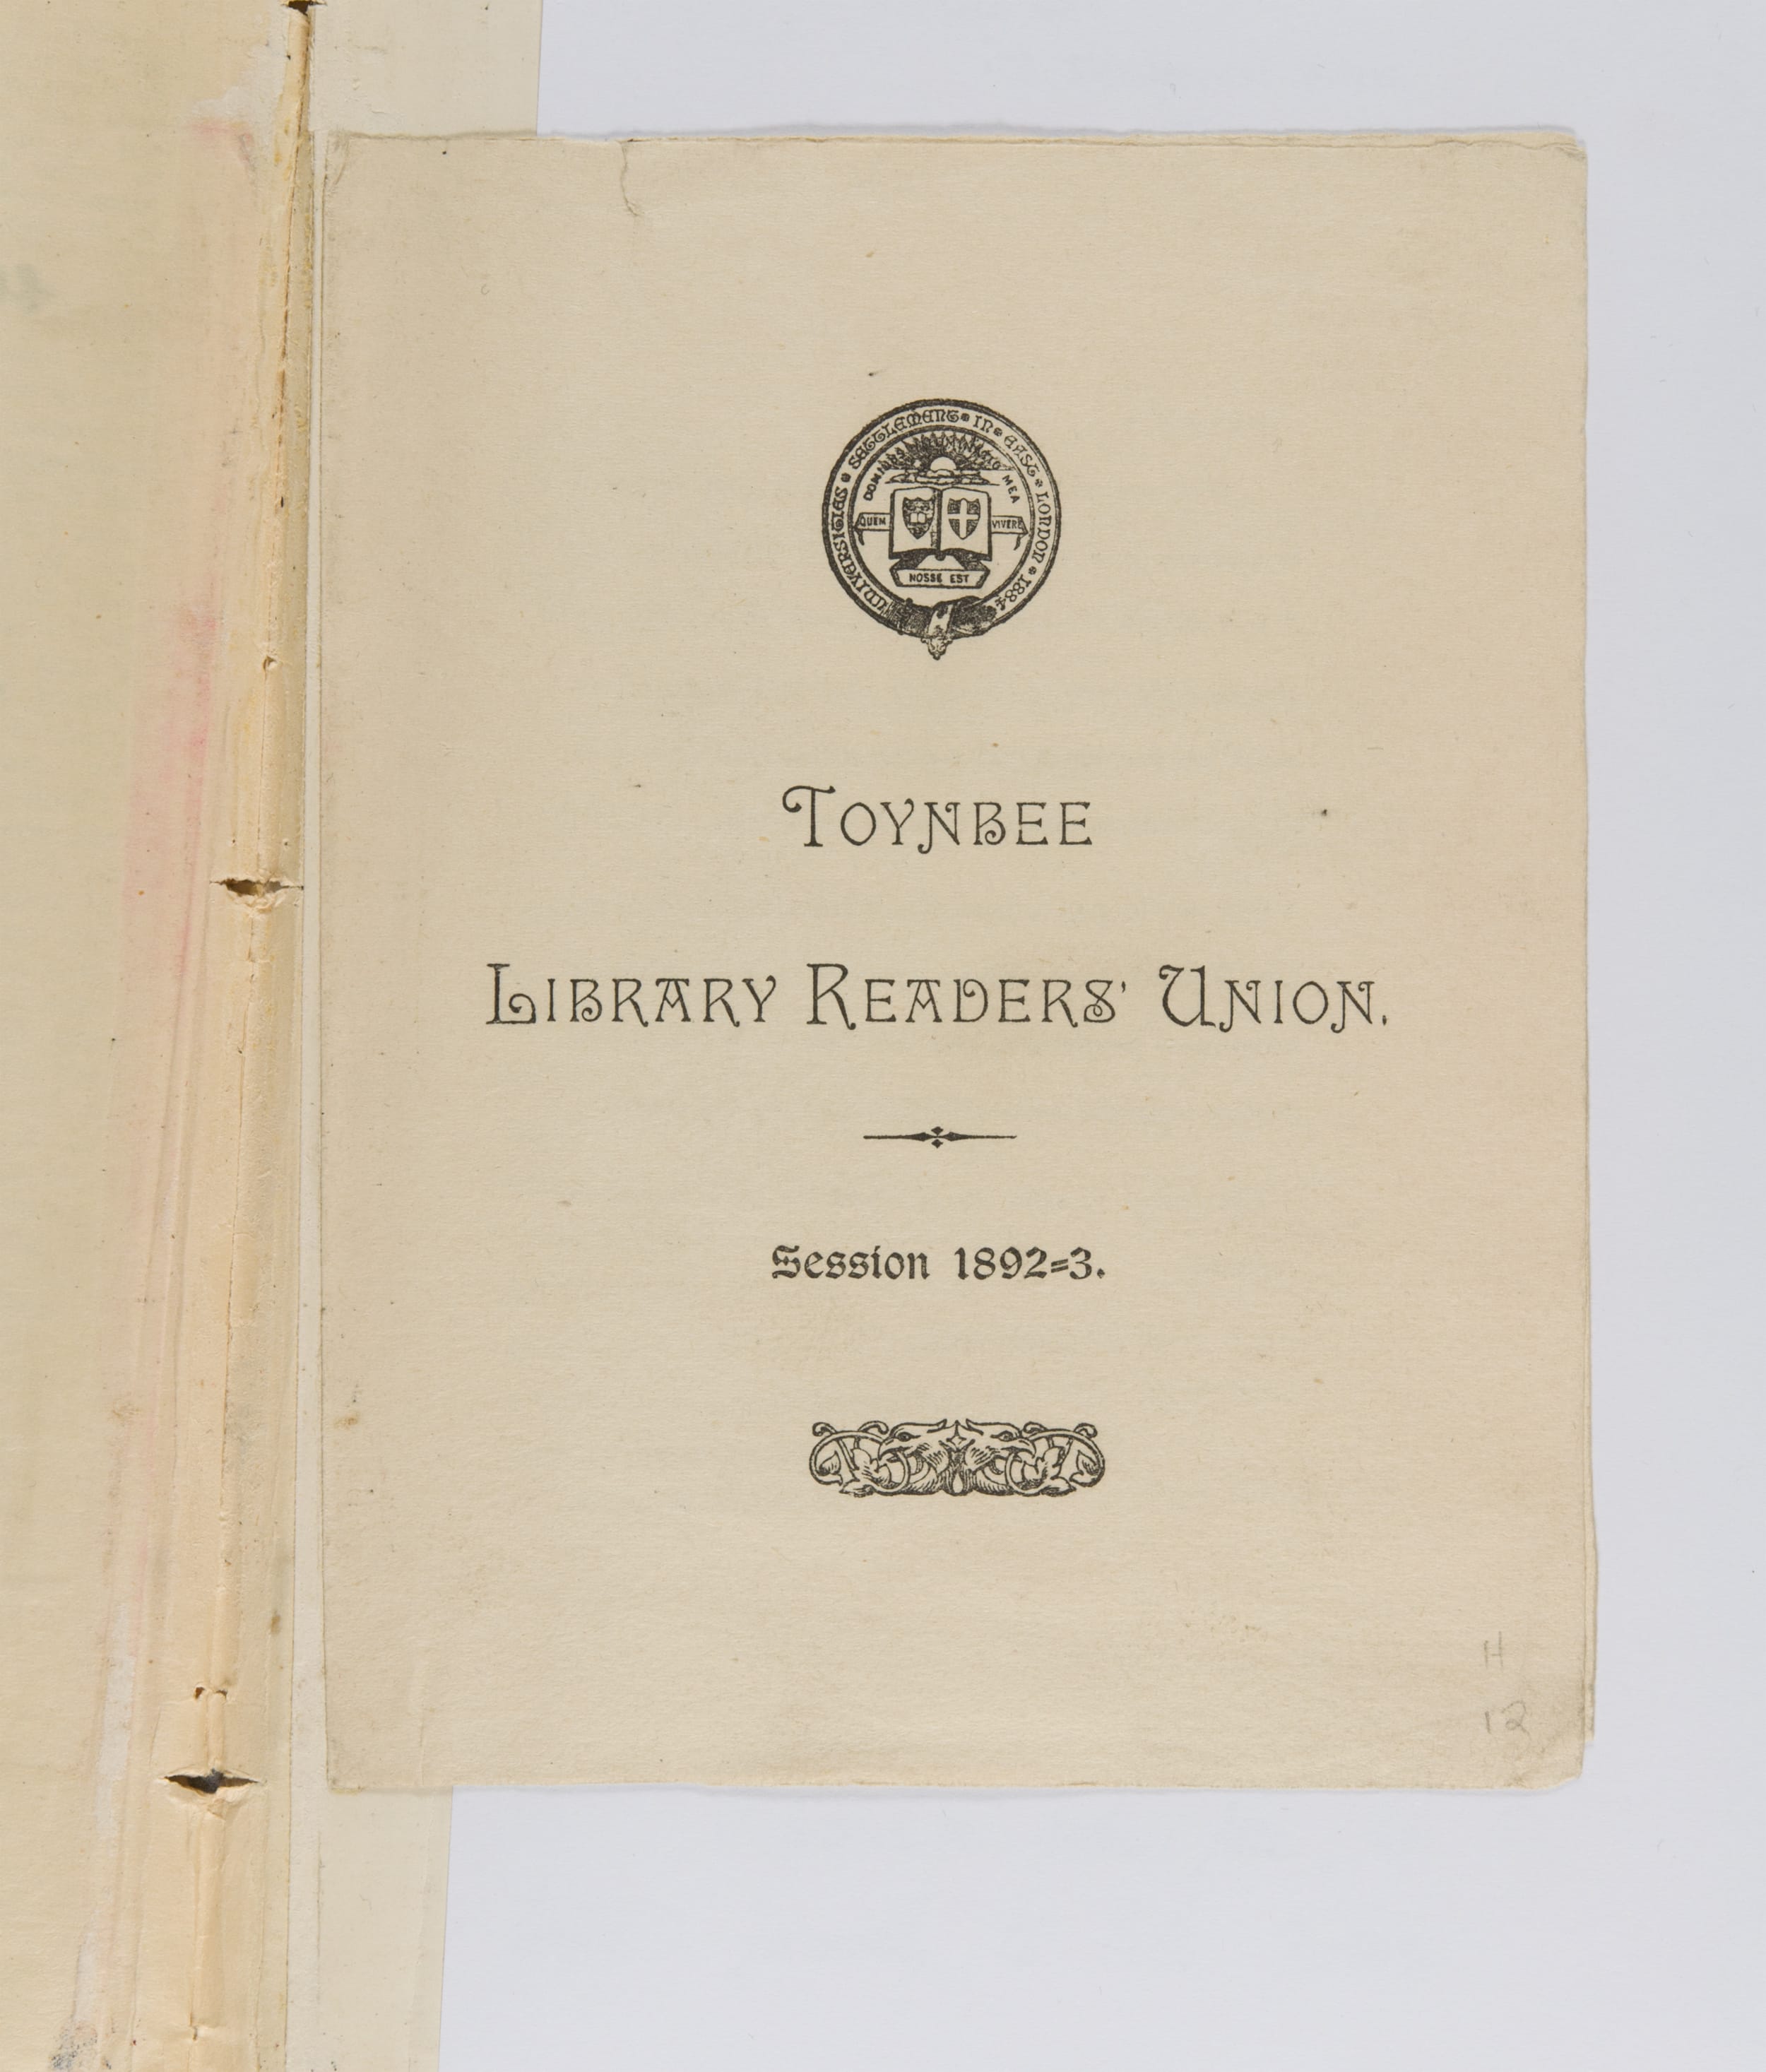 UNIVERSITIES * SETTLEMENT * IN * EAST * LONDON * 1884
DOMINUS ILLUMINATIO MEA
QUEM VIVERE
NOSSE EST
TOYNBEE
LIBRARY READERS' UNION.
Session 1892=3.
H
12